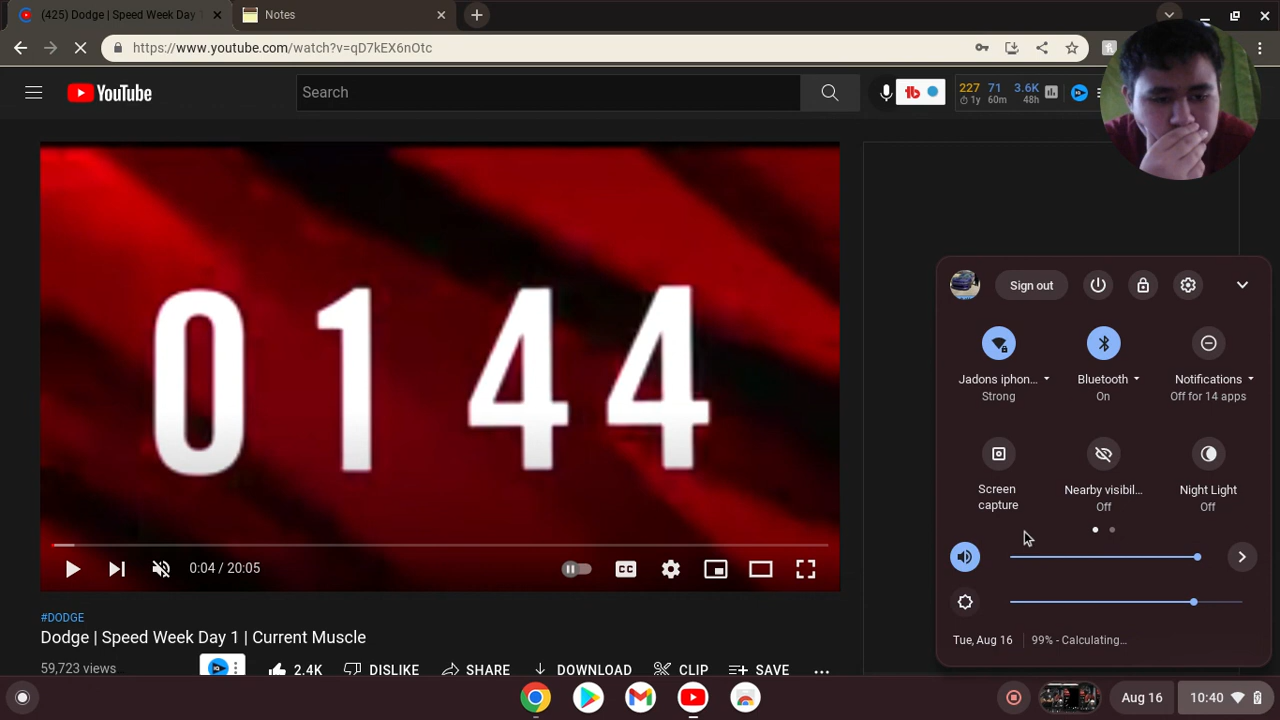 (425) Dodge | Speed Week Day 1
Notes
https://www.youtube.com/watch?v=qD7kEX6nOtc
YouTube
Search
227 71 3.6K
1y 60m 48h
0 1 4 4
0:04 / 20:05
CC
#DODGE
Dodge | Speed Week Day 1 | Current Muscle
59,723 views
2.4K DISLIKE SHARE DOWNLOAD CLIP SAVE
Sign out
Jadons iphon... Bluetooth Notifications
Strong On Off for 14 apps
Screen capture
Nearby visibil... Night Light
Off Off
Tue, Aug 16 99% - Calculating...
Aug 16 10:40